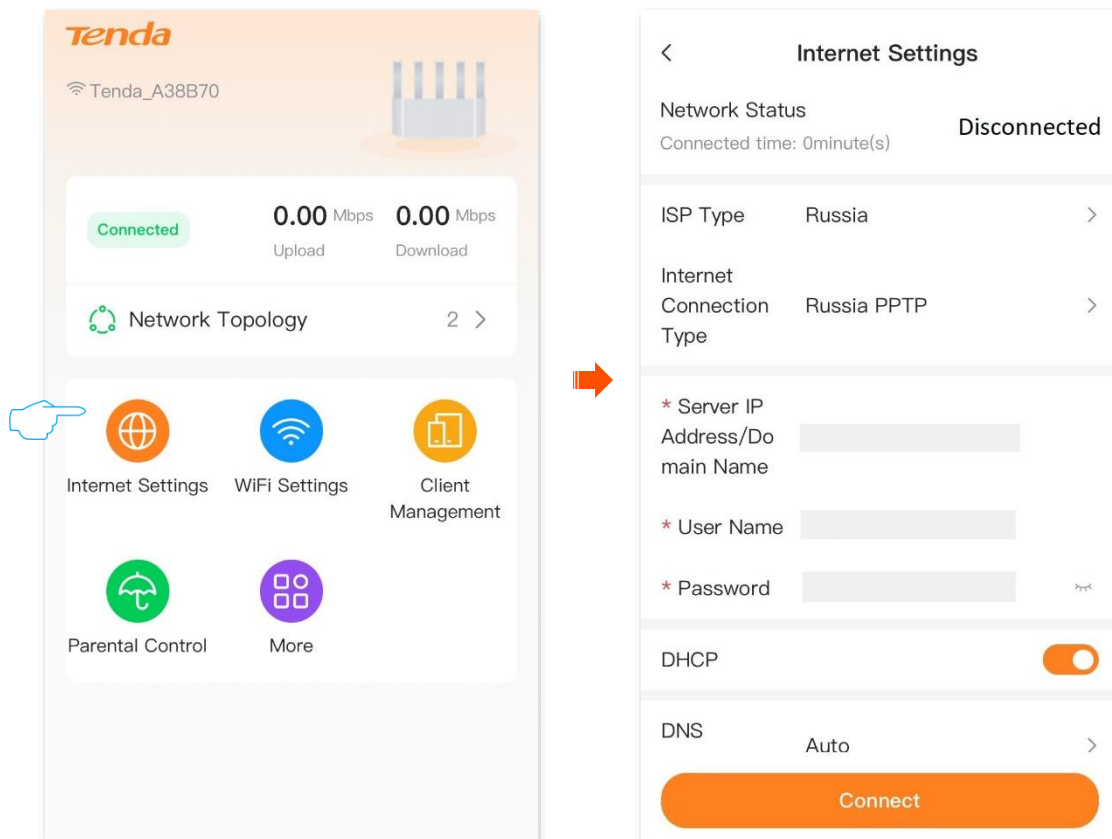 Tenda
Tenda_A38B70
Connected
0.00 Mbps 0.00 Mbps
Upload Download
Network Topology 2
Internet Settings WiFi Settings Client
Management
Parental Control More
Internet Settings
Network Status
Connected time: 0minute(s)
Disconnected
ISP Type Russia
Internet
Connection Russia PPTP
Type
* Server IP
Address/Do
main Name
* User Name
* Password
DHCP
DNS
Auto
Connect